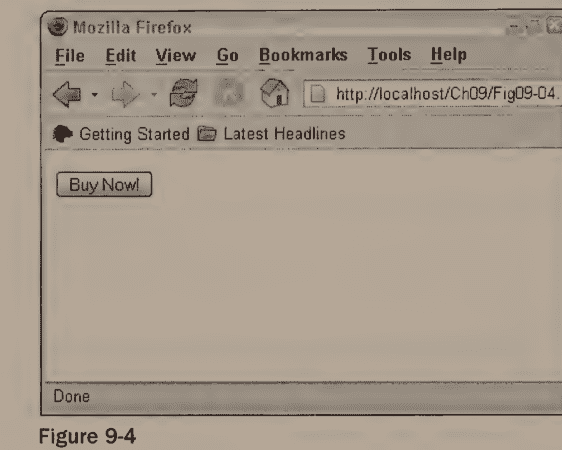 Mozilla Firefox
File Edit View Go Bookmarks Tools Help
http://localhost/Ch09/Fig09-04.
Getting Started Latest Headlines
Buy Now!
Done
Figure 9-4